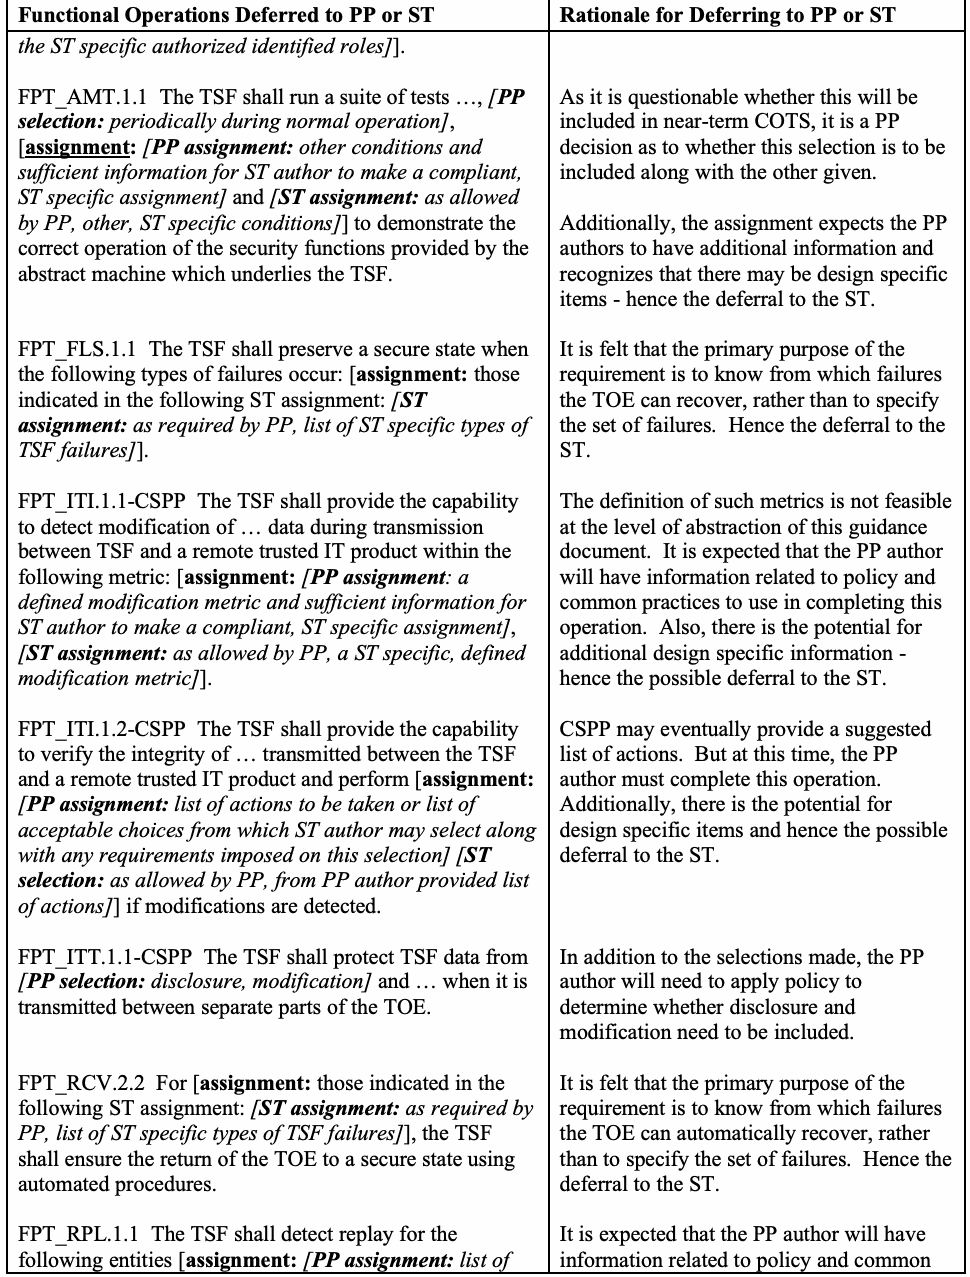 Functional Operations Deferred to PP or ST
Rationale for Deferring to PP or ST
the ST specific authorized identified roles]].
FPT_AMT.1.1  The TSF shall run a suite of tests …, [PP
selection: periodically during normal operation],
[assignment: [PP assignment: other conditions and
sufficient information for ST author to make a compliant,
ST specific assignment] and [ST assignment: as allowed
by PP, other, ST specific conditions]] to demonstrate the
correct operation of the security functions provided by the
abstract machine which underlies the TSF.
As it is questionable whether this will be
included in near-term COTS, it is a PP
decision as to whether this selection is to be
included along with the other given.
Additionally, the assignment expects the PP
authors to have additional information and
recognizes that there may be design specific
items - hence the deferral to the ST.
FPT_FLS.1.1  The TSF shall preserve a secure state when
the following types of failures occur: [assignment: those
indicated in the following ST assignment: [ST
assignment: as required by PP, list of ST specific types of
TSF failures]].
It is felt that the primary purpose of the
requirement is to know from which failures
the TOE can recover, rather than to specify
the set of failures.  Hence the deferral to the
ST.
FPT_ITI.1.1-CSPP  The TSF shall provide the capability
to detect modification of … data during transmission
between TSF and a remote trusted IT product within the
following metric: [assignment: [PP assignment: a
defined modification metric and sufficient information for
ST author to make a compliant, ST specific assignment],
[ST assignment: as allowed by PP, a ST specific, defined
modification metric]].
The definition of such metrics is not feasible
at the level of abstraction of this guidance
document.  It is expected that the PP author
will have information related to policy and
common practices to use in completing this
operation.  Also, there is the potential for
additional design specific information -
hence the possible deferral to the ST.
FPT_ITI.1.2-CSPP  The TSF shall provide the capability
to verify the integrity of … transmitted between the TSF
and a remote trusted IT product and perform [assignment:
[PP assignment: list of actions to be taken or list of
acceptable choices from which ST author may select along
with any requirements imposed on this selection] [ST
selection: as allowed by PP, from PP author provided list
of actions]] if modifications are detected.
CSPP may eventually provide a suggested
list of actions.  But at this time, the PP
author must complete this operation.
Additionally, there is the potential for
design specific items and hence the possible
deferral to the ST.
FPT_ITT.1.1-CSPP  The TSF shall protect TSF data from
[PP selection: disclosure, modification] and … when it is
transmitted between separate parts of the TOE.
In addition to the selections made, the PP
author will need to apply policy to
determine whether disclosure and
modification need to be included.
FPT_RCV.2.2  For [assignment: those indicated in the
following ST assignment: [ST assignment: as required by
PP, list of ST specific types of TSF failures]], the TSF
shall ensure the return of the TOE to a secure state using
automated procedures.
It is felt that the primary purpose of the
requirement is to know from which failures
the TOE can automatically recover, rather
than to specify the set of failures.  Hence the
deferral to the ST.
FPT_RPL.1.1  The TSF shall detect replay for the
following entities [assignment: [PP assignment: list of
It is expected that the PP author will have
information related to policy and common